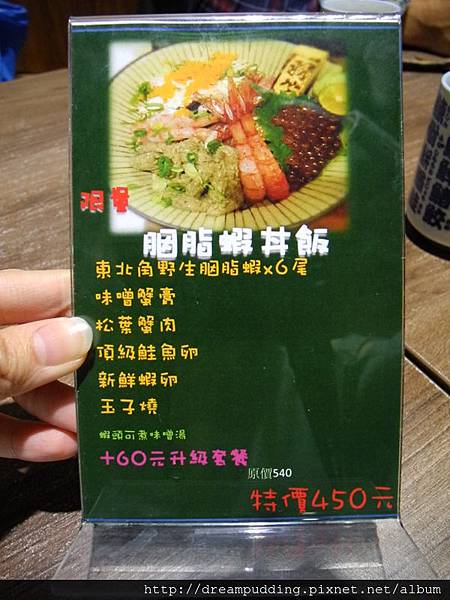 限量
胭脂蝦丼飯
東北角野生胭脂蝦x6尾
味噌蟹膏
松葉蟹肉
頂級鮭魚卵
新鮮蝦卵
玉子燒
蝦頭可煮味噌湯
+60元升級套餐
原價540
特價450元
http://dreampudding.pixnet.net/album